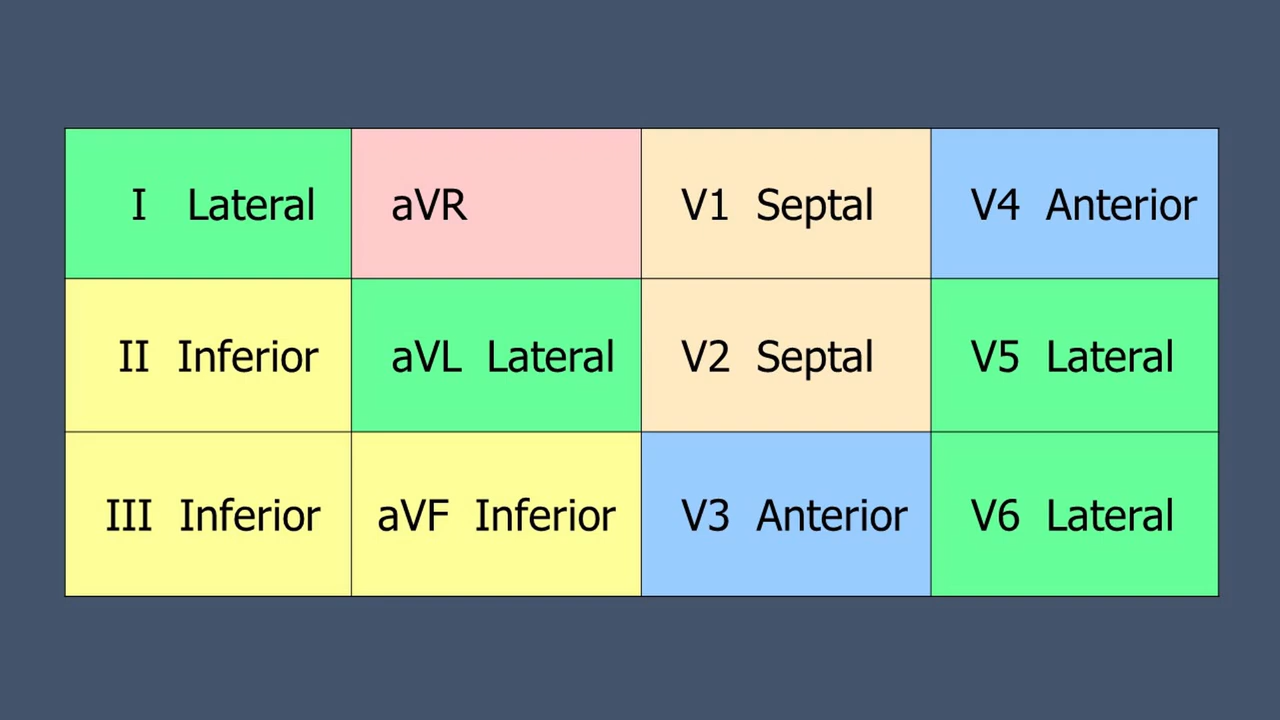 I Lateral
aVR
V1 Septal
V4 Anterior
II Inferior
aVL Lateral
V2 Septal
V5 Lateral
III Inferior
aVF Inferior
V3 Anterior
V6 Lateral